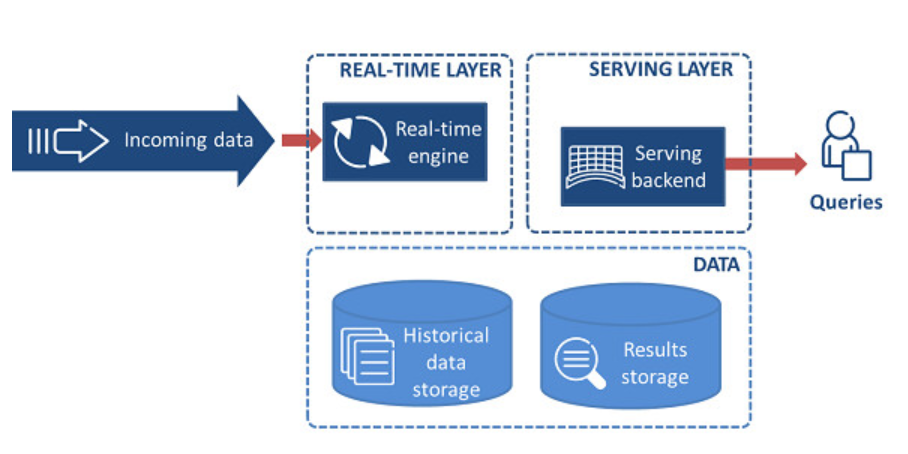 REAL-TIME LAYER
SERVING LAYER
Incoming data
Real-time
engine
Serving
backend
Queries
DATA
Historical
data
storage
Results
storage